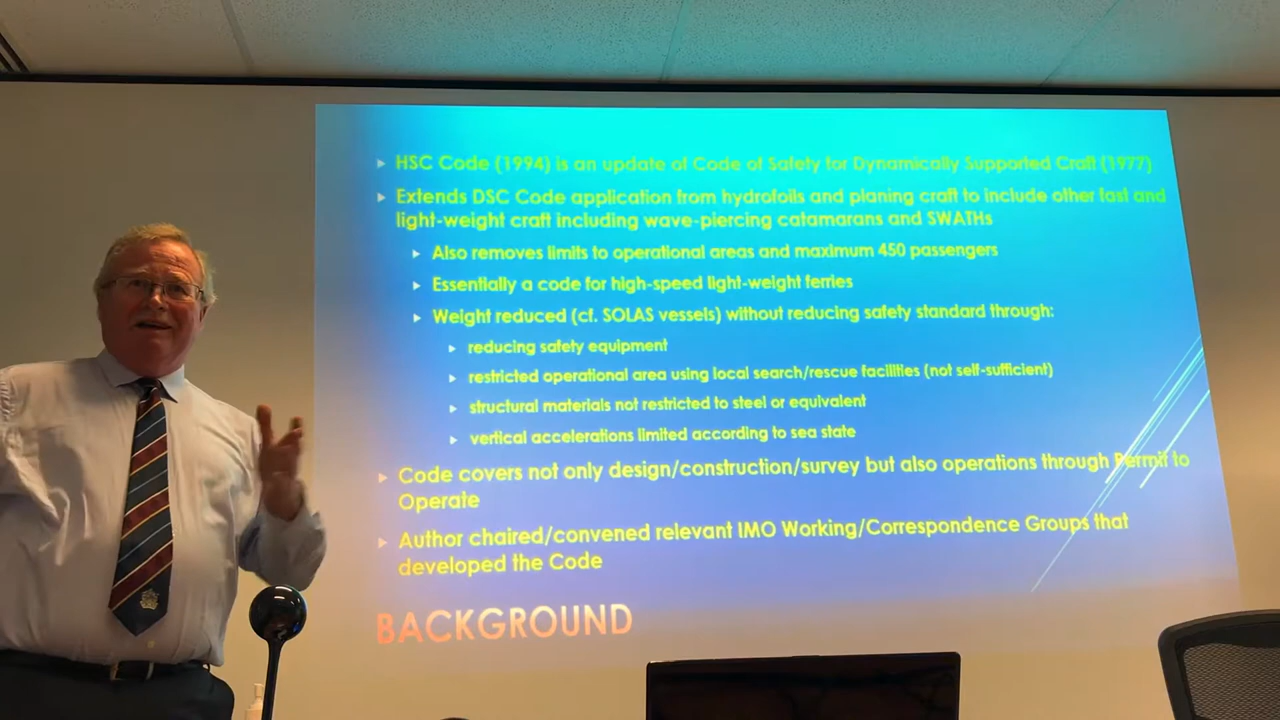 HSC Code (1994) is an update of Code of Safety for Dynamically Supported Craft (1977)
Extends DSC Code application from hydrofoils and planing craft to include other fast and
light-weight craft including wave-piercing catamarans and SWATHs
Also removes limits to operational areas and maximum 450 passengers
Essentially a code for high-speed light-weight ferries
Weight reduced (cf. SOLAS vessels) without reducing safety standard through:
reducing safety equipment
restricted operational area using local search/rescue facilities (not self-sufficient)
structural materials not restricted to steel or equivalent
vertical accelerations limited according to sea state
Code covers not only design/construction/survey but also operations through Permit to
Operate
Author chaired/convened relevant IMO Working/Correspondence Groups that
developed the Code
BACKGROUND